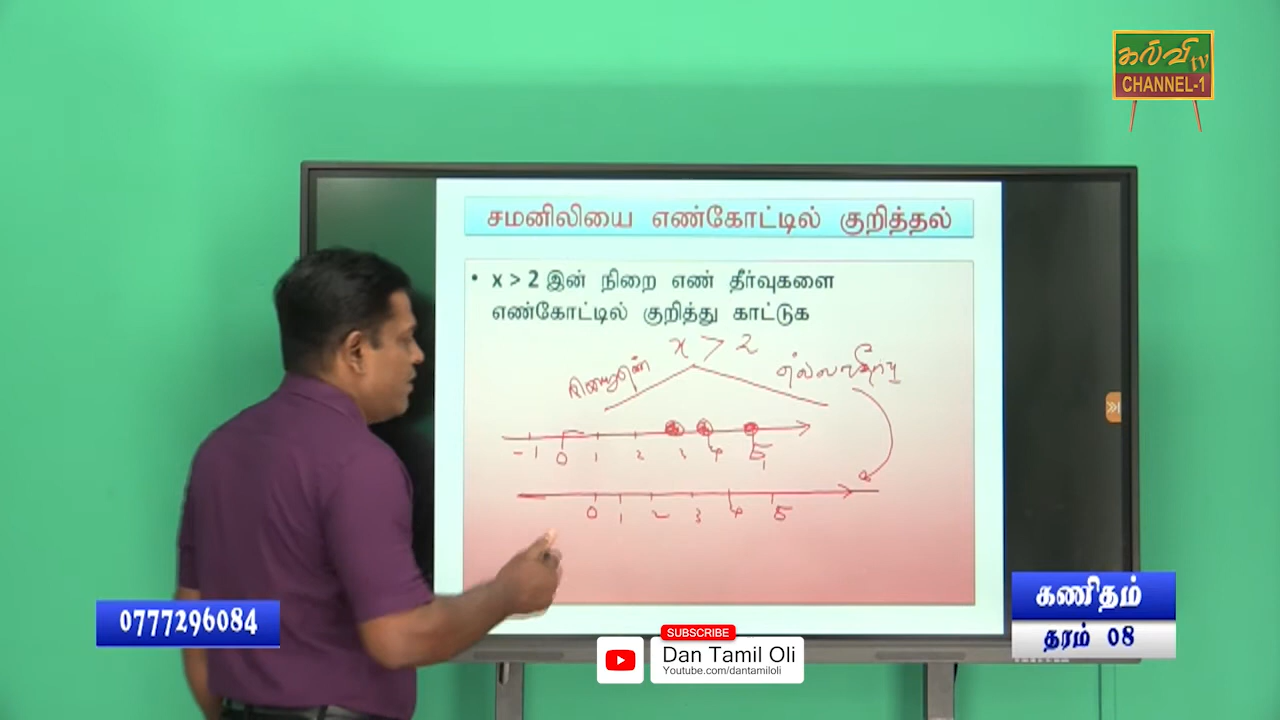 கல்வி TV
CHANNEL-1
சமனிலியை எண்கோட்டில் குறித்தல்
• x > 2 இன் நிறை எண் தீர்வுகளை
எண்கோட்டில் குறித்து காட்டுக
x > 2
எல்லாதீர்வு
-1 0 1 2 3 4 5
0 1 2 3 4 5
கணிதம்
தரம் 08
0777296084
SUBSCRIBE
Dan Tamil Oli
Youtube.com/dantamiloli